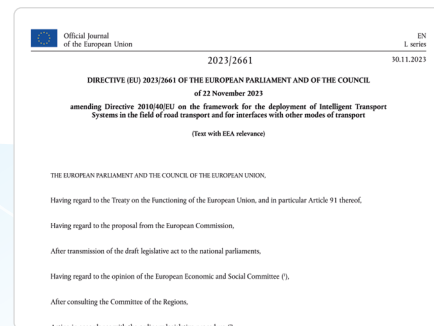 Official Journal
of the European Union
EN
L series
2023/2661
30.11.2023
DIRECTIVE (EU) 2023/2661 OF THE EUROPEAN PARLIAMENT AND OF THE COUNCIL
of 22 November 2023
amending Directive 2010/40/EU on the framework for the deployment of Intelligent Transport
Systems in the field of road transport and for interfaces with other modes of transport
(Text with EEA relevance)
THE EUROPEAN PARLIAMENT AND THE COUNCIL OF THE EUROPEAN UNION,
Having regard to the Treaty on the Functioning of the European Union, and in particular Article 91 thereof,
Having regard to the proposal from the European Commission,
After transmission of the draft legislative act to the national parliaments,
Having regard to the opinion of the European Economic and Social Committee (¹),
After consulting the Committee of the Regions,